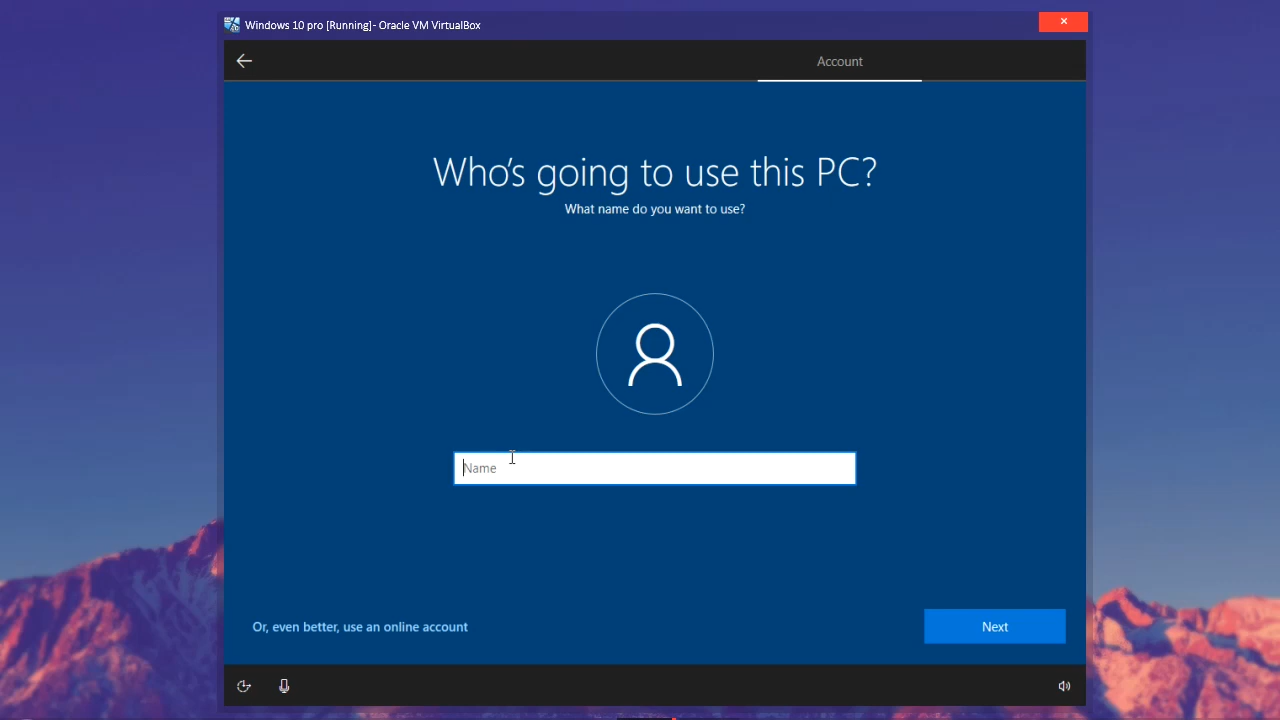 Windows 10 pro [Running]- Oracle VM VirtualBox
Account
Who's going to use this PC?
What name do you want to use?
Name
Or, even better, use an online account
Next